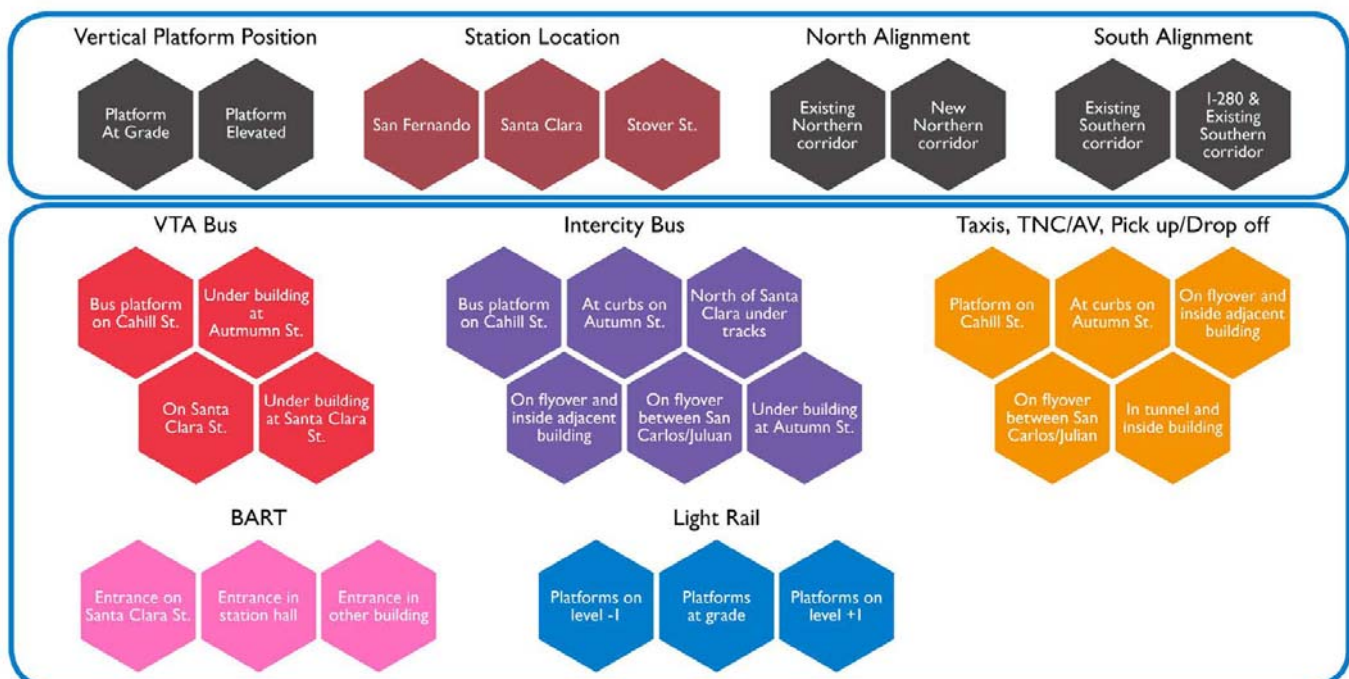 Vertical Platform Position
Station Location
North Alignment
South Alignment
Platform
At Grade
Platform
Elevated
San Fernando
Santa Clara
Stover St.
Existing
Northern
corridor
New
Northern
corridor
Existing
Southern
corridor
I-280 &
Existing
Southern
corridor
VTA Bus
Intercity Bus
Taxis, TNC/AV, Pick up/Drop off
Bus platform
on Cahill St.
Under building
at
Autmumn St.
On Santa
Clara St.
Under building
at Santa Clara
St.
Bus platform
on Cahill St.
At curbs on
Autumn St.
North of Santa
Clara under
tracks
On flyover and
inside adjacent
building
On flyover
between San
Carlos/Juluan
Under building
at Autumn St.
Platform on
Cahill St.
At curbs on
Autumn St.
On flyover and
inside adjacent
building
On flyover
between San
Carlos/Julian
In tunnel and
inside building
BART
Light Rail
Entrance on
Santa Clara St.
Entrance in
station hall
Entrance in
other building
Platforms on
level -1
Platforms
at grade
Platforms on
level +1